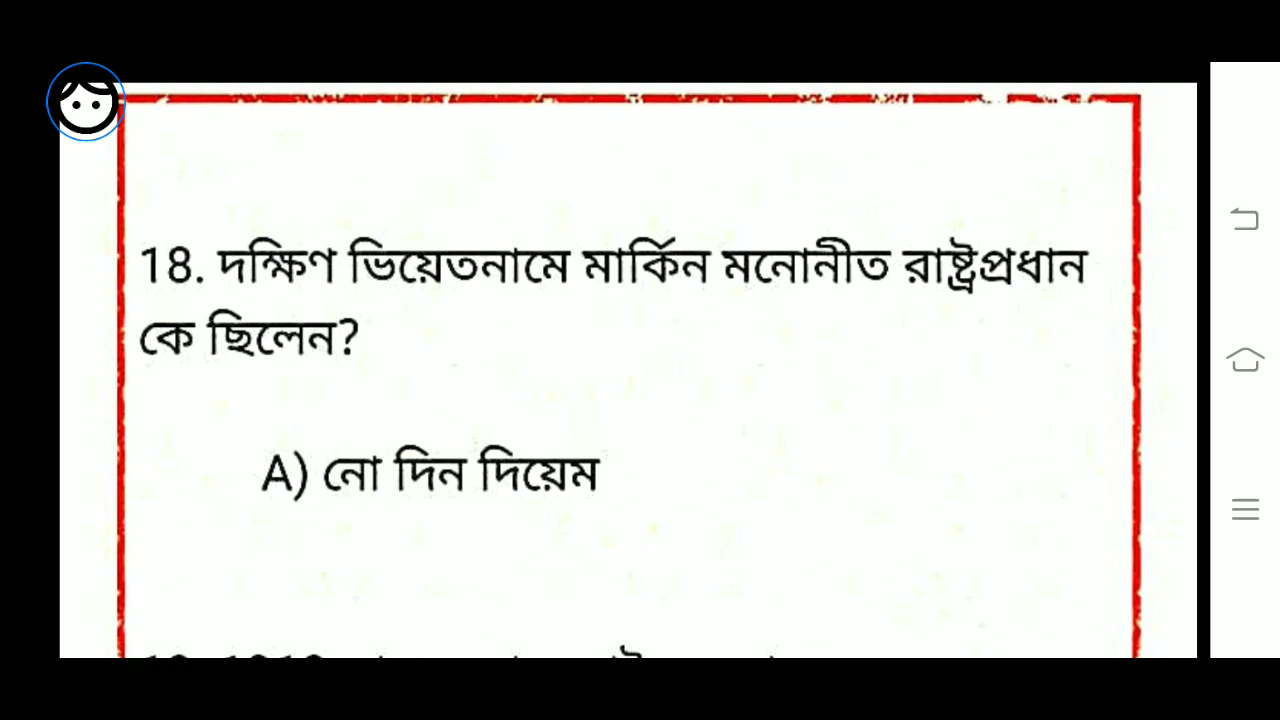 18. দক্ষিণ ভিয়েতনামে মার্কিন মনোনীত রাষ্ট্রপ্রধান
কে ছিলেন?
A) নো দিন দিয়েম